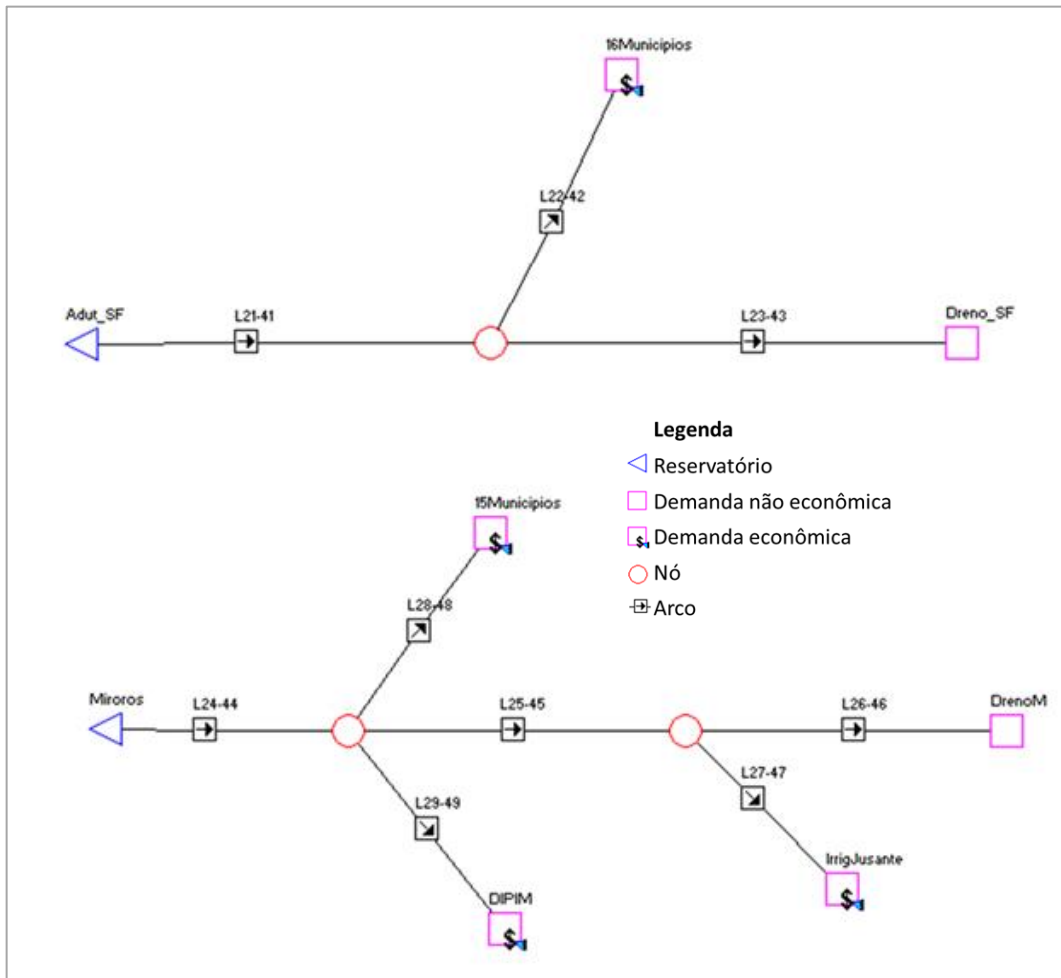 16Municipios
L22-42
Adut_SF
L21-41
L23-43
Dreno_SF
Legenda
Reservatório
Demanda não econômica
$ Demanda econômica
Nó
Arco
15Municipios
$
L28-48
Miroros
L24-44
L25-45
L26-46
DrenoM
L27-47
L29-49
IrrigJusante
$
DIPIM
$